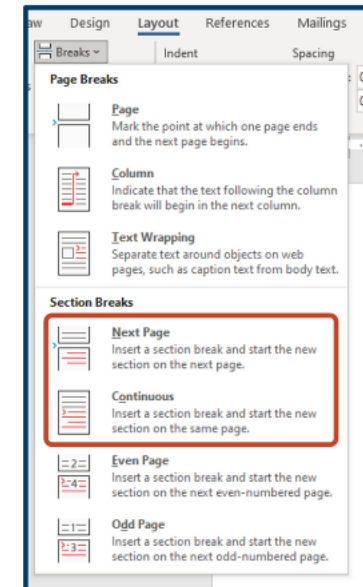 Design Layout References Mailings
Breaks Indent Spacing
Page Breaks
Page
Mark the point at which one page ends
and the next page begins.
Column
Indicate that the text following the column
break will begin in the next column.
Text Wrapping
Separate text around objects on web
pages, such as caption text from body text.
Section Breaks
Next Page
Insert a section break and start the new
section on the next page.
Continuous
Insert a section break and start the new
section on the same page.
=2=
4=
Even Page
Insert a section break and start the new
section on the next even-numbered page.
=1=
3=
Odd Page
Insert a section break and start the new
section on the next odd-numbered page.